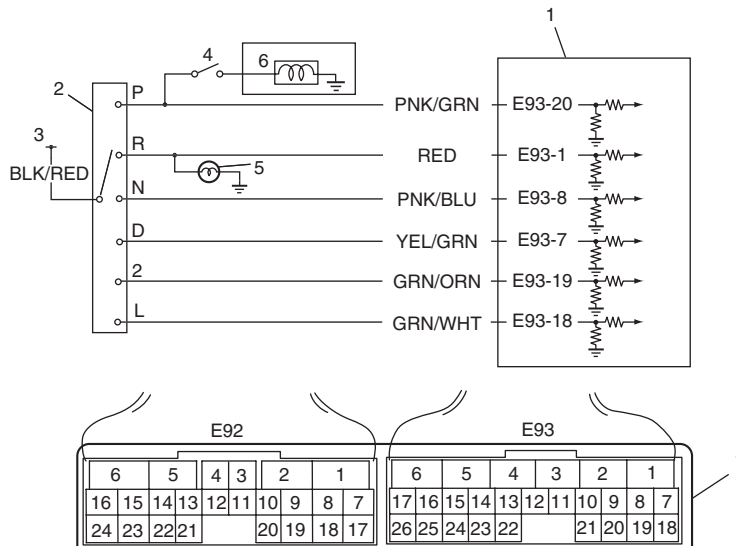 1
4
6
2
P
PNK/GRN
E93-20
3
R
RED
E93-1
5
BLK/RED
N
PNK/BLU
E93-8
D
YEL/GRN
E93-7
2
GRN/ORN
E93-19
L
GRN/WHT
E93-18
E92
E93
6 5 4 3 2 1
6 5 4 3 2 1
16 15 14 13 12 11 10 9 8 7
17 16 15 14 13 12 11 10 9 8 7
24 23 22 21 20 19 18 17
26 25 24 23 22 21 20 19 18